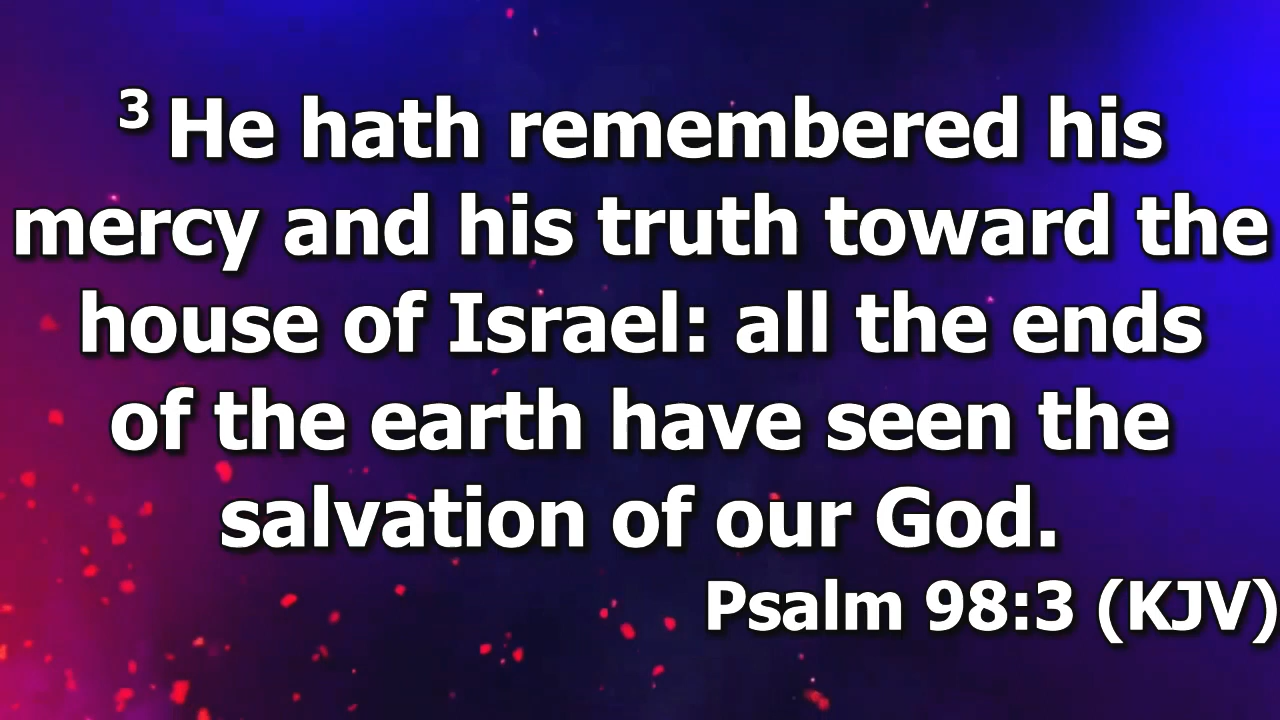 3 He hath remembered his
mercy and his truth toward the
house of Israel: all the ends
of the earth have seen the
salvation of our God.
Psalm 98:3 (KJV)